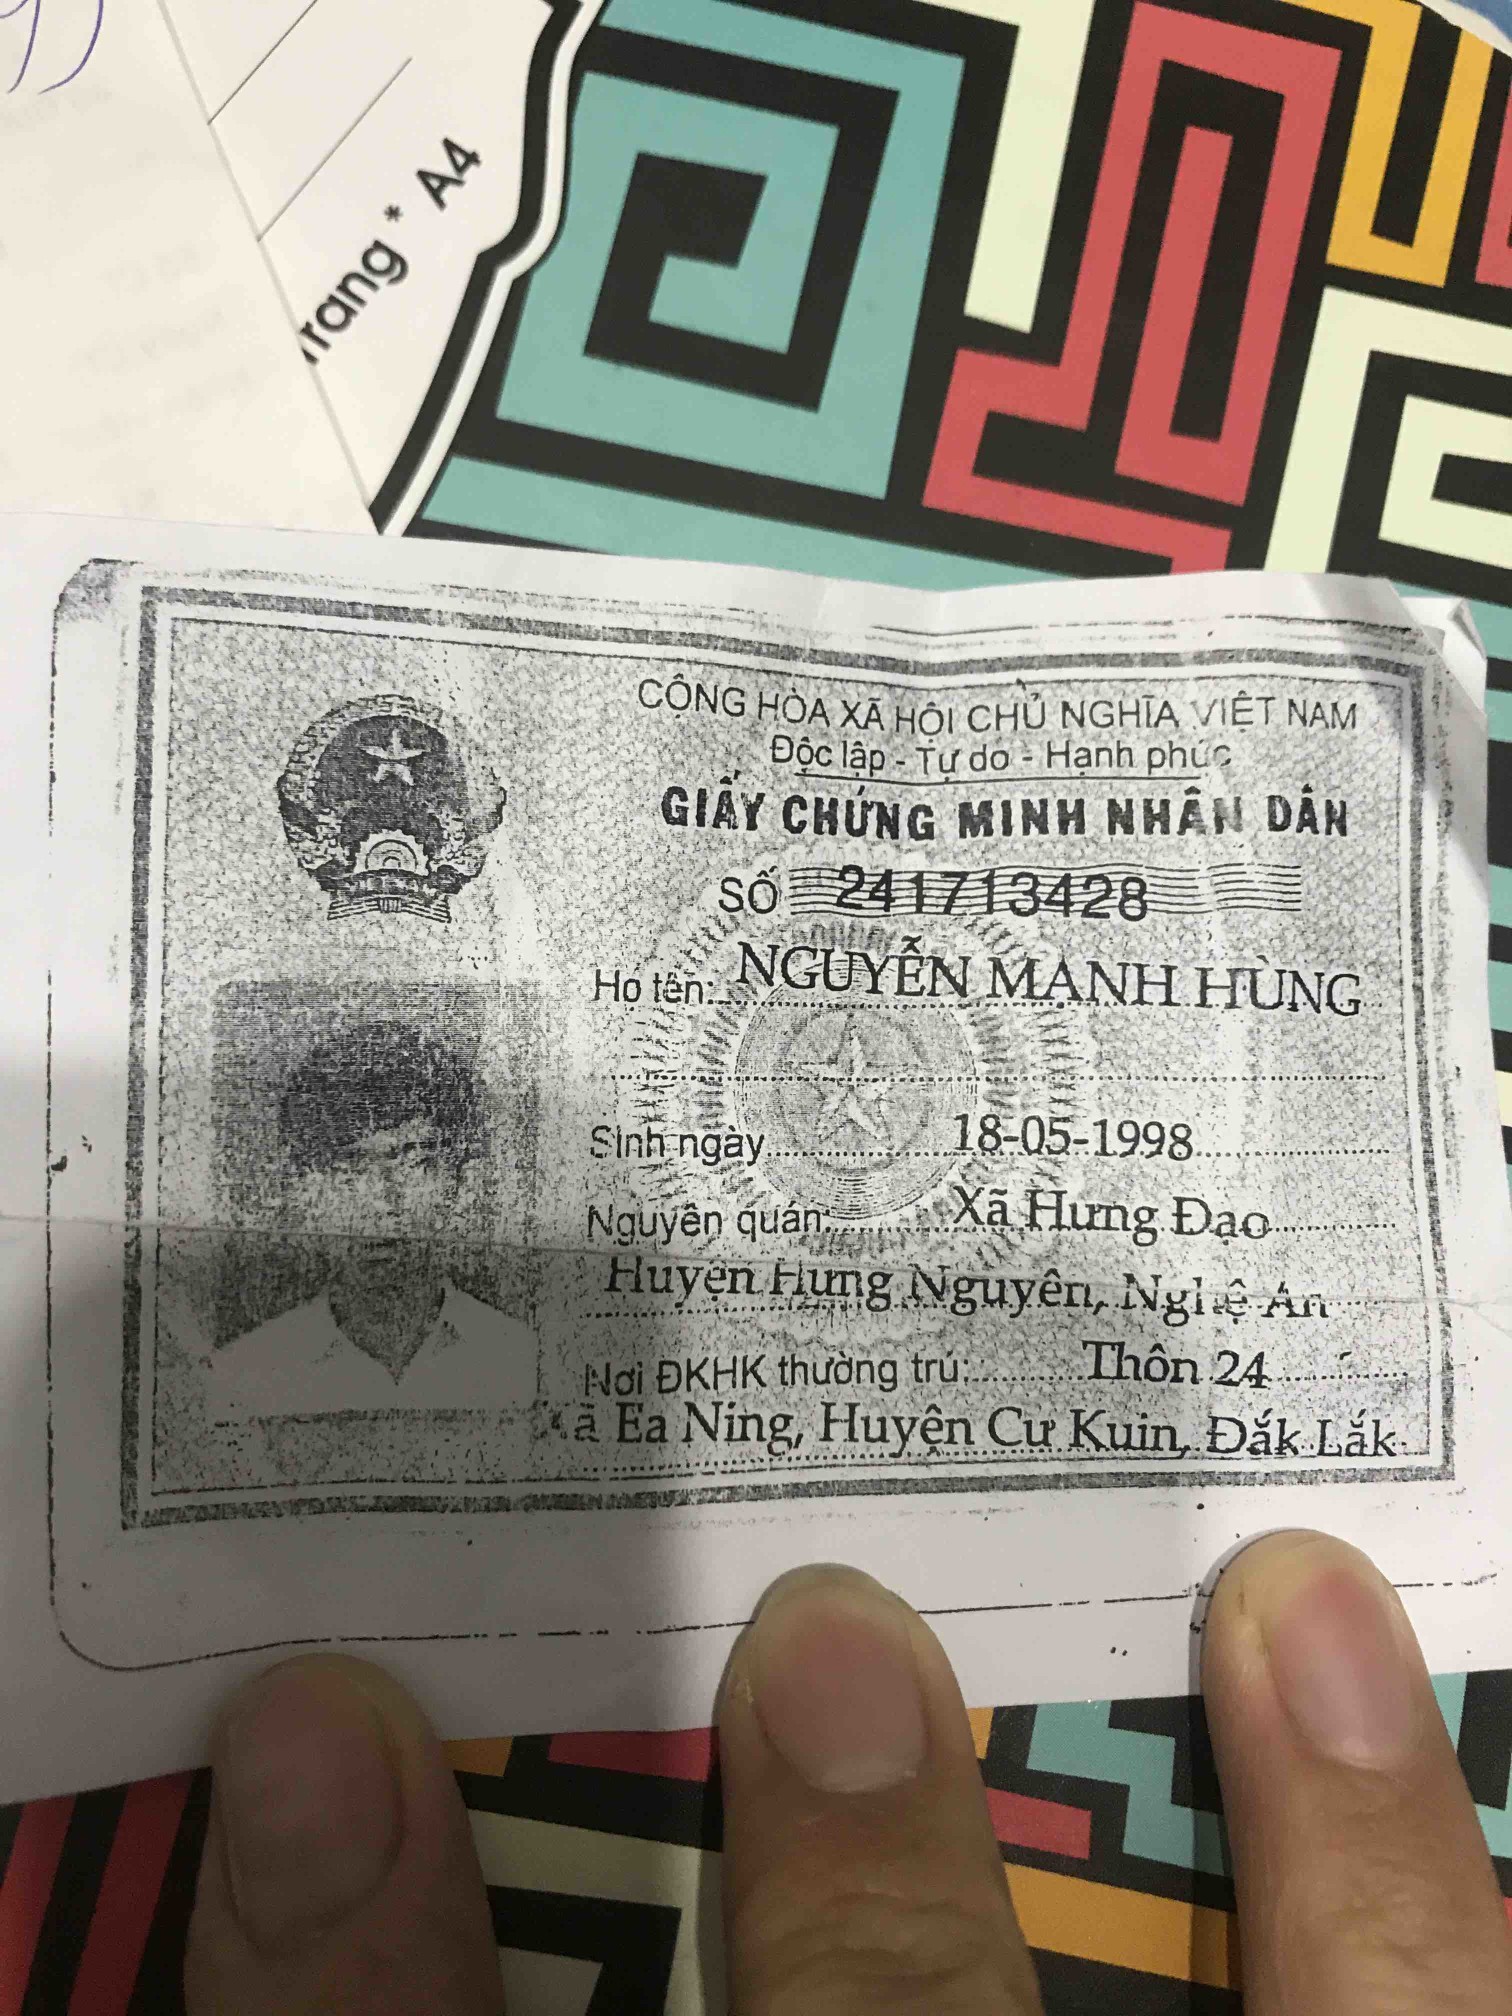 rang * A4
CỘNG HÒA XÃ HỘI CHỦ NGHĨA VIỆT NAM
Độc lập - Tự do - Hạnh phúc
GIẤY CHỨNG MINH NHÂN DÂN
SỐ 241713428
Họ tên: NGUYỄN MẠNH HÙNG
Sinh ngày 18-05-1998
Nguyên quán: Xã Hưng Đạo
Huyện Hưng Nguyên, Nghệ An
Nơi ĐKHK thường trú: Thôn 24
Xã Ea Ning, Huyện Cư Kuin, Đắk Lắk